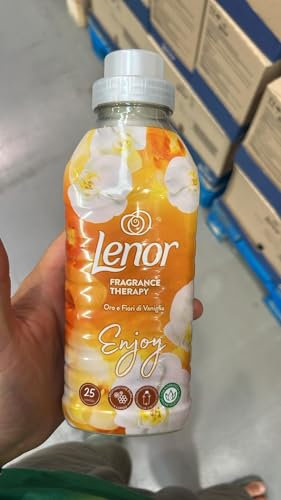 Lenor
FRAGRANCE
THERAPY
Oro e Fiori di Vaniglia
Enjoy
25